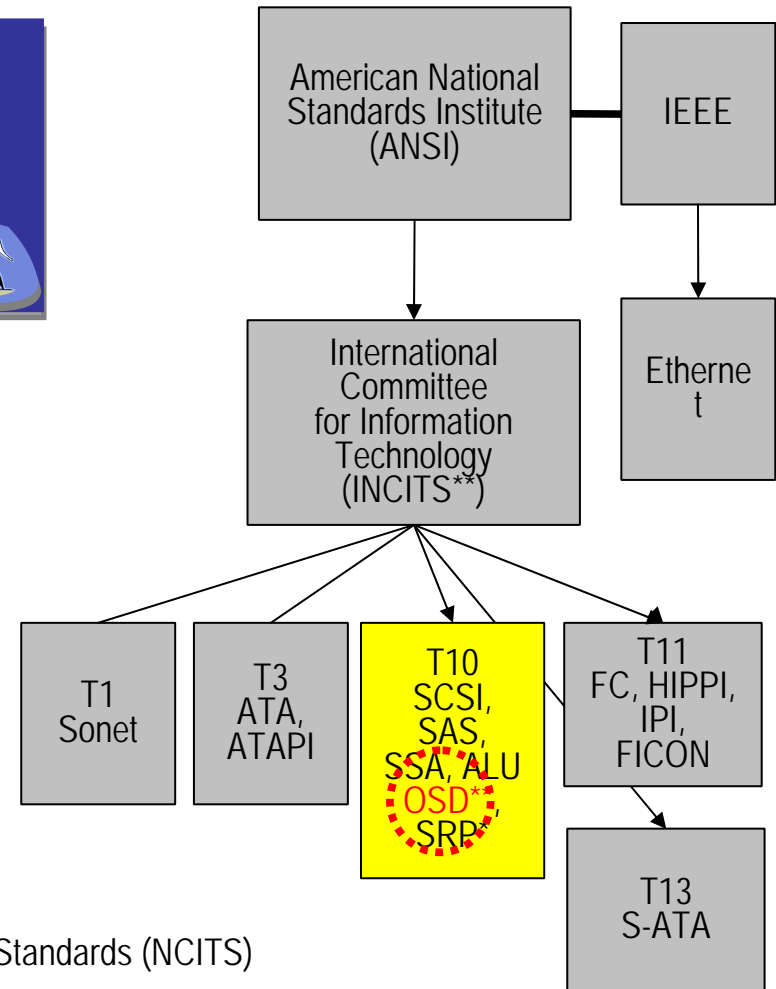 American National
Standards Institute
(ANSI)
IEEE
International
Committee
for Information
Technology
(INCITS**)
Etherne
t
T1
Sonet
T3
ATA,
ATAPI
T10
SCSI,
SAS,
SSA, ALU
OSD**,
SRP*
T11
FC, HIPPI,
IPI,
FICON
T13
S-ATA
Standards (NCITS)